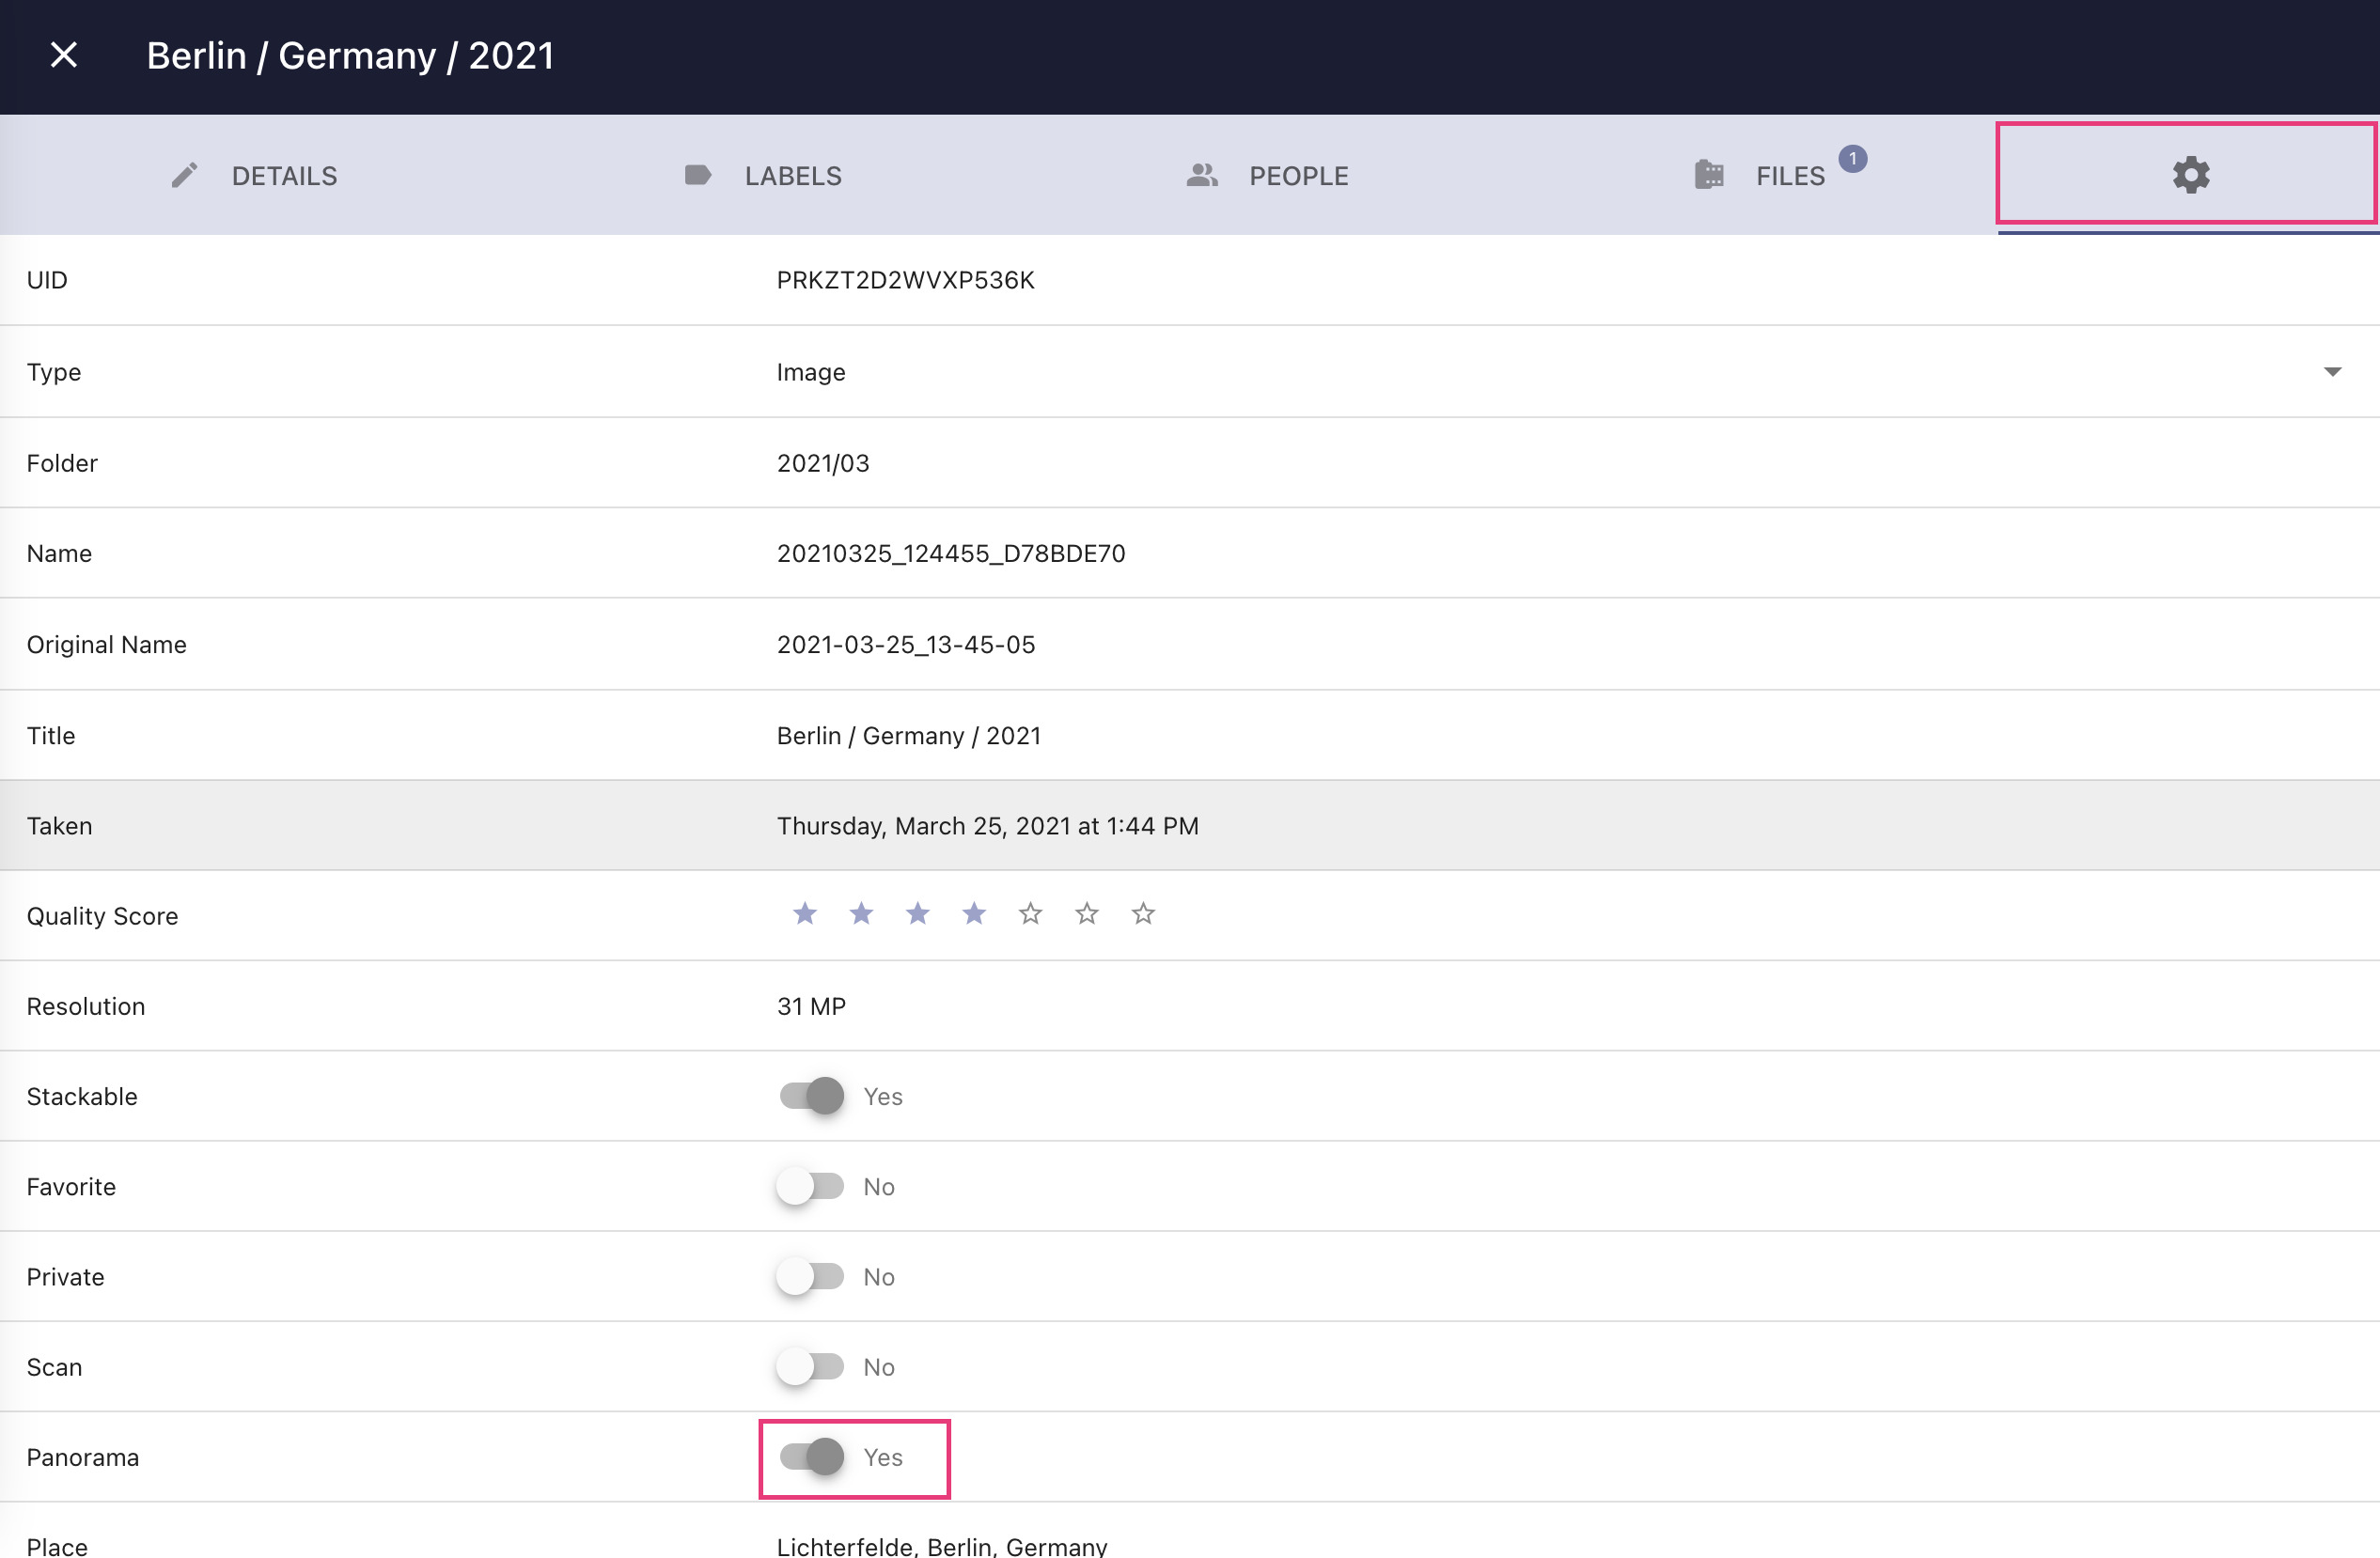 Berlin / Germany / 2021
DETAILS LABELS PEOPLE FILES 1
UID PRKZT2D2WVXP536K
Type Image
Folder 2021/03
Name 20210325_124455_D78BDE70
Original Name 2021-03-25_13-45-05
Title Berlin / Germany / 2021
Taken Thursday, March 25, 2021 at 1:44 PM
Quality Score
Resolution 31 MP
Stackable Yes
Favorite No
Private No
Scan No
Panorama Yes
Place Lichterfelde, Berlin, Germany